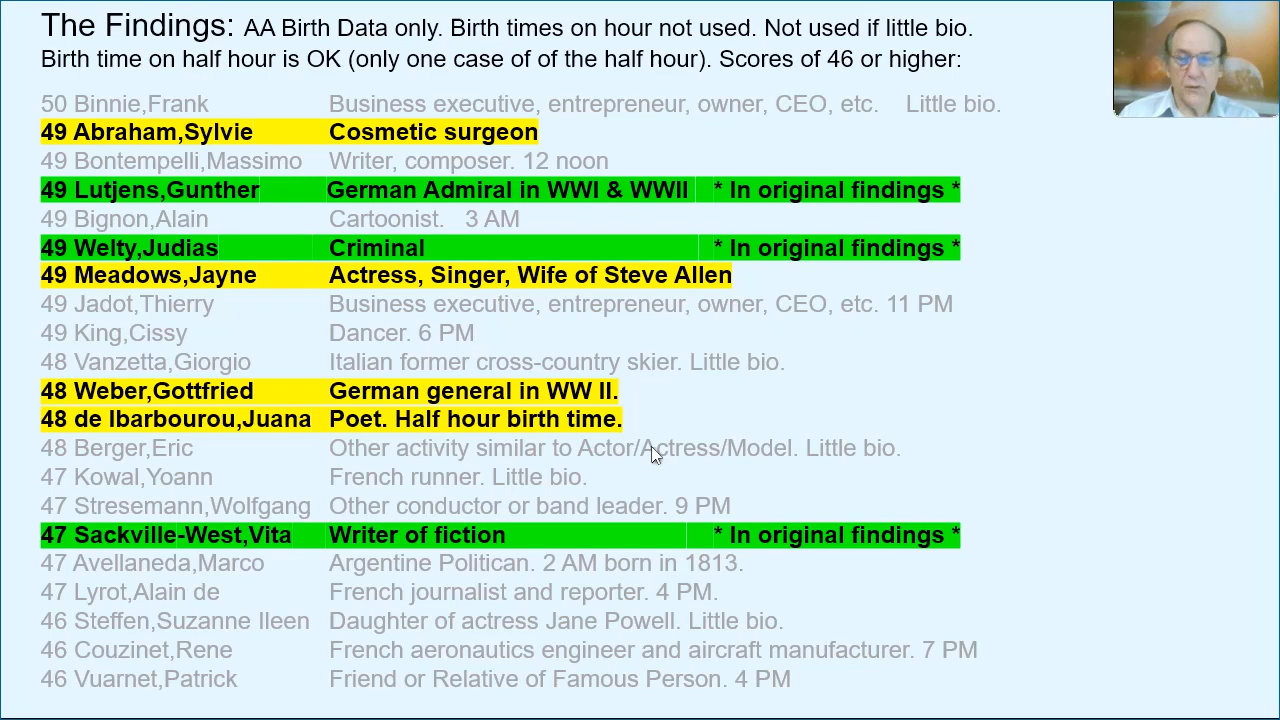 The Findings: AA Birth Data only. Birth times on hour not used. Not used if little bio.
Birth time on half hour is OK (only one case of of the half hour). Scores of 46 or higher:
50 Binnie,Frank Business executive, entrepreneur, owner, CEO, etc. Little bio.
49 Abraham,Sylvie Cosmetic surgeon
49 Bontempelli,Massimo Writer, composer. 12 noon
49 Lutjens,Gunther German Admiral in WWI & WWII * In original findings *
49 Bignon,Alain Cartoonist. 3 AM
49 Welty,Judias Criminal * In original findings *
49 Meadows,Jayne Actress, Singer, Wife of Steve Allen
49 Jadot,Thierry Business executive, entrepreneur, owner, CEO, etc. 11 PM
49 King,Cissy Dancer. 6 PM
48 Vanzetta,Giorgio Italian former cross-country skier. Little bio.
48 Weber,Gottfried German general in WW II.
48 de Ibarbourou,Juana Poet. Half hour birth time.
48 Berger,Eric Other activity similar to Actor/Actress/Model. Little bio.
47 Kowal,Yoann French runner. Little bio.
47 Stresemann,Wolfgang Other conductor or band leader. 9 PM
47 Sackville-West,Vita Writer of fiction * In original findings *
47 Avellaneda,Marco Argentine Politican. 2 AM born in 1813.
47 Lyrot,Alain de French journalist and reporter. 4 PM.
46 Steffen,Suzanne Ileen Daughter of actress Jane Powell. Little bio.
46 Couzinet,Rene French aeronautics engineer and aircraft manufacturer. 7 PM
46 Vuarnet,Patrick Friend or Relative of Famous Person. 4 PM